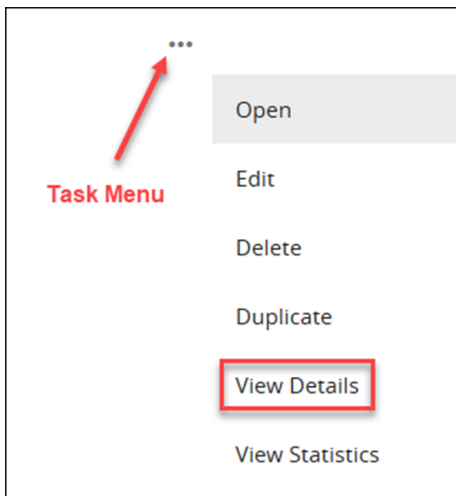 Open
Task Menu
Edit
Delete
Duplicate
View Details
View Statistics